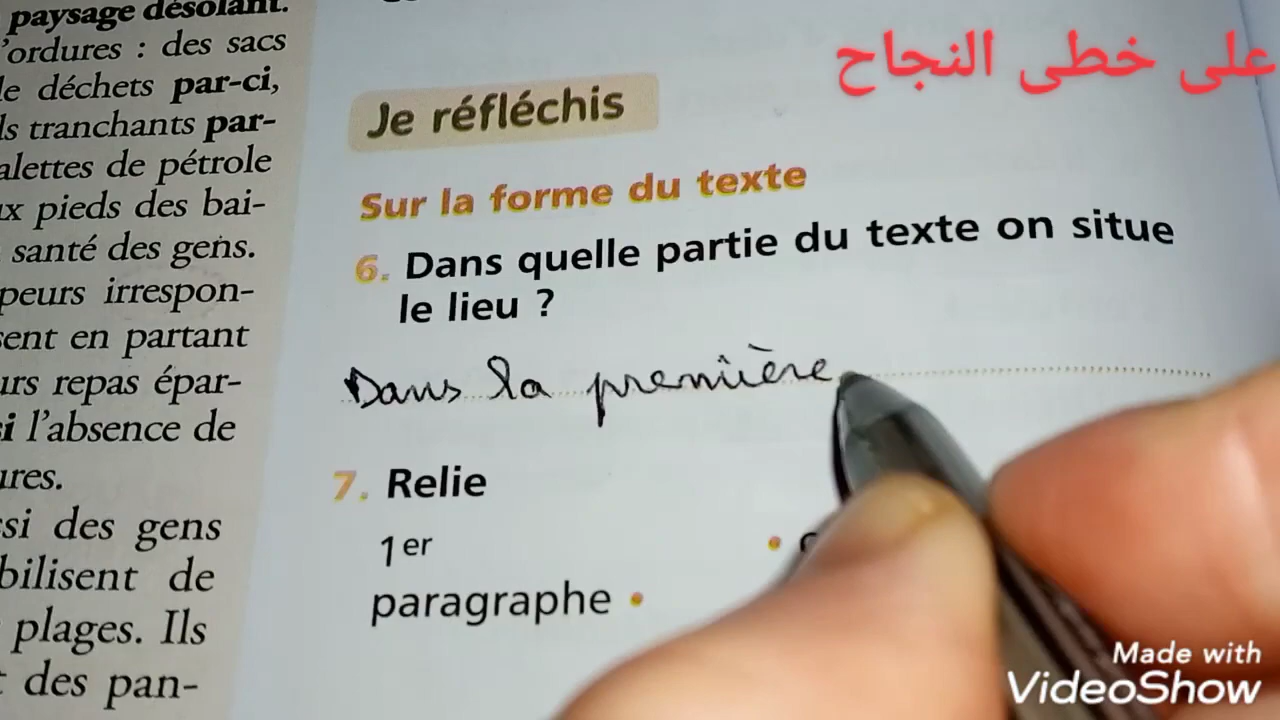 paysage désolant.
'ordures : des sacs
le déchets par-ci,
ls tranchants par-
alettes de pétrole
ux pieds des bai-
santé des gens.
peurs irrespon-
sent en partant
urs repas épar-
si l'absence de
ures.
ssi des gens
bilisent de
plages. Ils
des pan-
على خطى النجاح
Je réfléchis
Sur la forme du texte
6. Dans quelle partie du texte on situe
le lieu ?
Dans la première
7. Relie
1er
paragraphe •
Made with
VideoShow